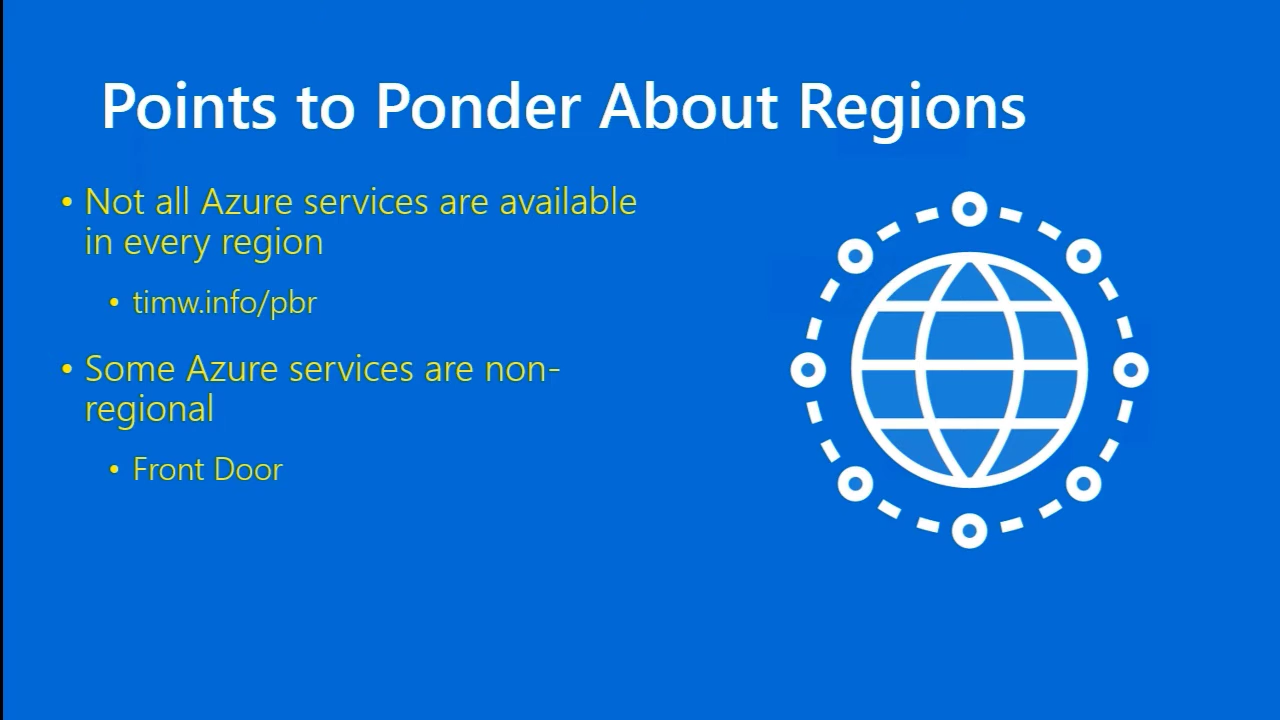 Points to Ponder About Regions
• Not all Azure services are available
in every region
• timw.info/pbr
• Some Azure services are non-
regional
• Front Door